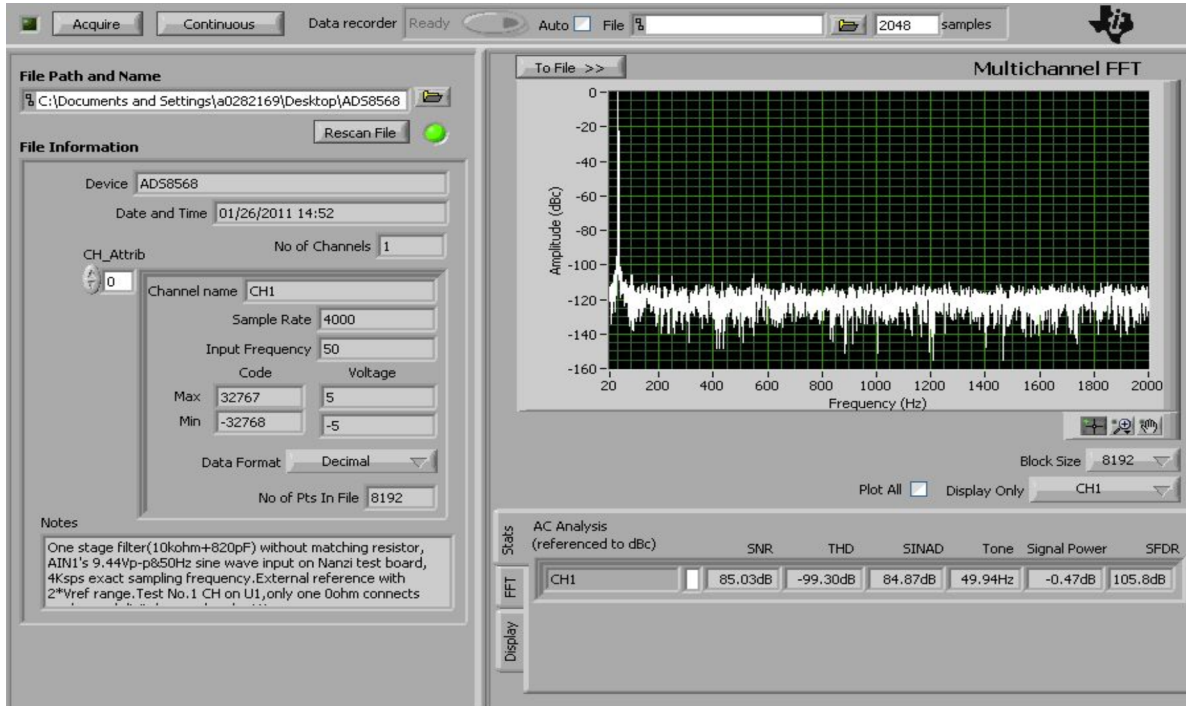 Acquire Continuous Data recorder Ready Auto File 2048 samples
File Path and Name
C:\Documents and Settings\a0282169\Desktop\ADS8568
Rescan File
File Information
Device ADS8568
Date and Time 01/26/2011 14:52
No of Channels 1
CH_Attrib
0
Channel name CH1
Sample Rate 4000
Input Frequency 50
Code Voltage
Max 32767 5
Min -32768 -5
Data Format Decimal
No of Pts In File 8192
Notes
One stage filter(10kohm+820pF) without matching resistor,
AIN1's 9.44Vp-p&50Hz sine wave input on Nanzi test board,
4Ksps exact sampling frequency.External reference with
2*Vref range.Test No.1 CH on U1,only one 0ohm connects
To File >>
Multichannel FFT
Amplitude (dBc)
0
-20
-40
-60
-80
-100
-120
-140
-160
20 200 400 600 800 1000 1200 1400 1600 1800 2000
Frequency (Hz)
Block Size 8192
Plot All Display Only CH1
Stats
FFT
Display
AC Analysis
(referenced to dBc) SNR THD SINAD Tone Signal Power SFDR
CH1 85.03dB -99.30dB 84.87dB 49.94Hz -0.47dB 105.8dB